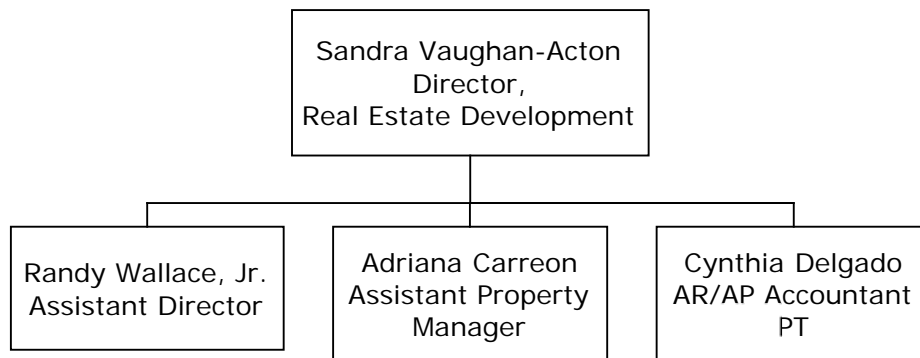 Sandra Vaughan-Acton
Director,
Real Estate Development
Randy Wallace, Jr.
Assistant Director
Adriana Carreon
Assistant Property
Manager
Cynthia Delgado
AR/AP Accountant
PT